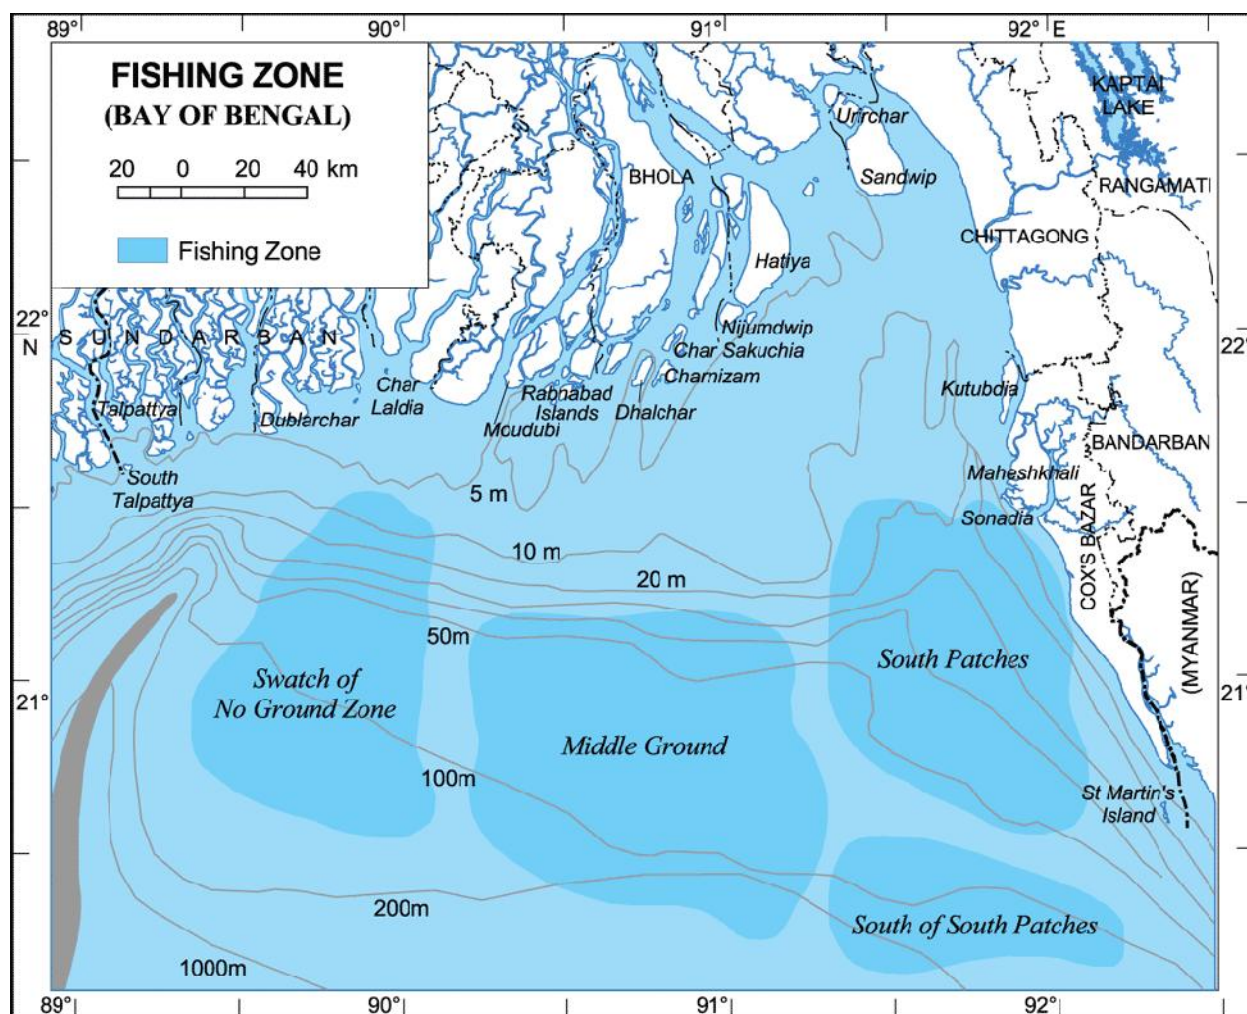 89° 90° 91° 92° E
FISHING ZONE
(BAY OF BENGAL)
20 0 20 40 km
Fishing Zone
KAPTAI
LAKE
Urirchar
BHOLA
Sandwip
RANGAMATI
CHITTAGONG
Hatiya
22°
N
SUNDARBAN
Nijumdwip
Char Sakuchia
Chamizam
22°
Char
Laldia
Rabnabad
Islands
Dhalchar
Kutubdia
Talpattya
Dublarchar
Moudubi
BANDARBAN
South
Talpattya
5 m
Maheshkhali
Sonadia
COX'S BAZAR
10 m
20 m
(MYANMAR)
50m
South Patches
Swatch of
No Ground Zone
21°
21°
Middle Ground
100m
St Martin's
Island
200m
South of South Patches
1000m
89° 90° 91° 92°